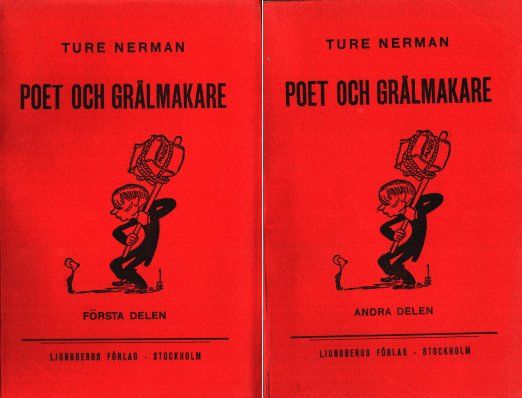 TURE NERMAN
POET OCH GRÄLMAKARE
FÖRSTA DELEN
LJUNGBERGS FÖRLAG - STOCKHOLM
TURE NERMAN
POET OCH GRÄLMAKARE
ANDRA DELEN
LJUNGBERGS FÖRLAG - STOCKHOLM